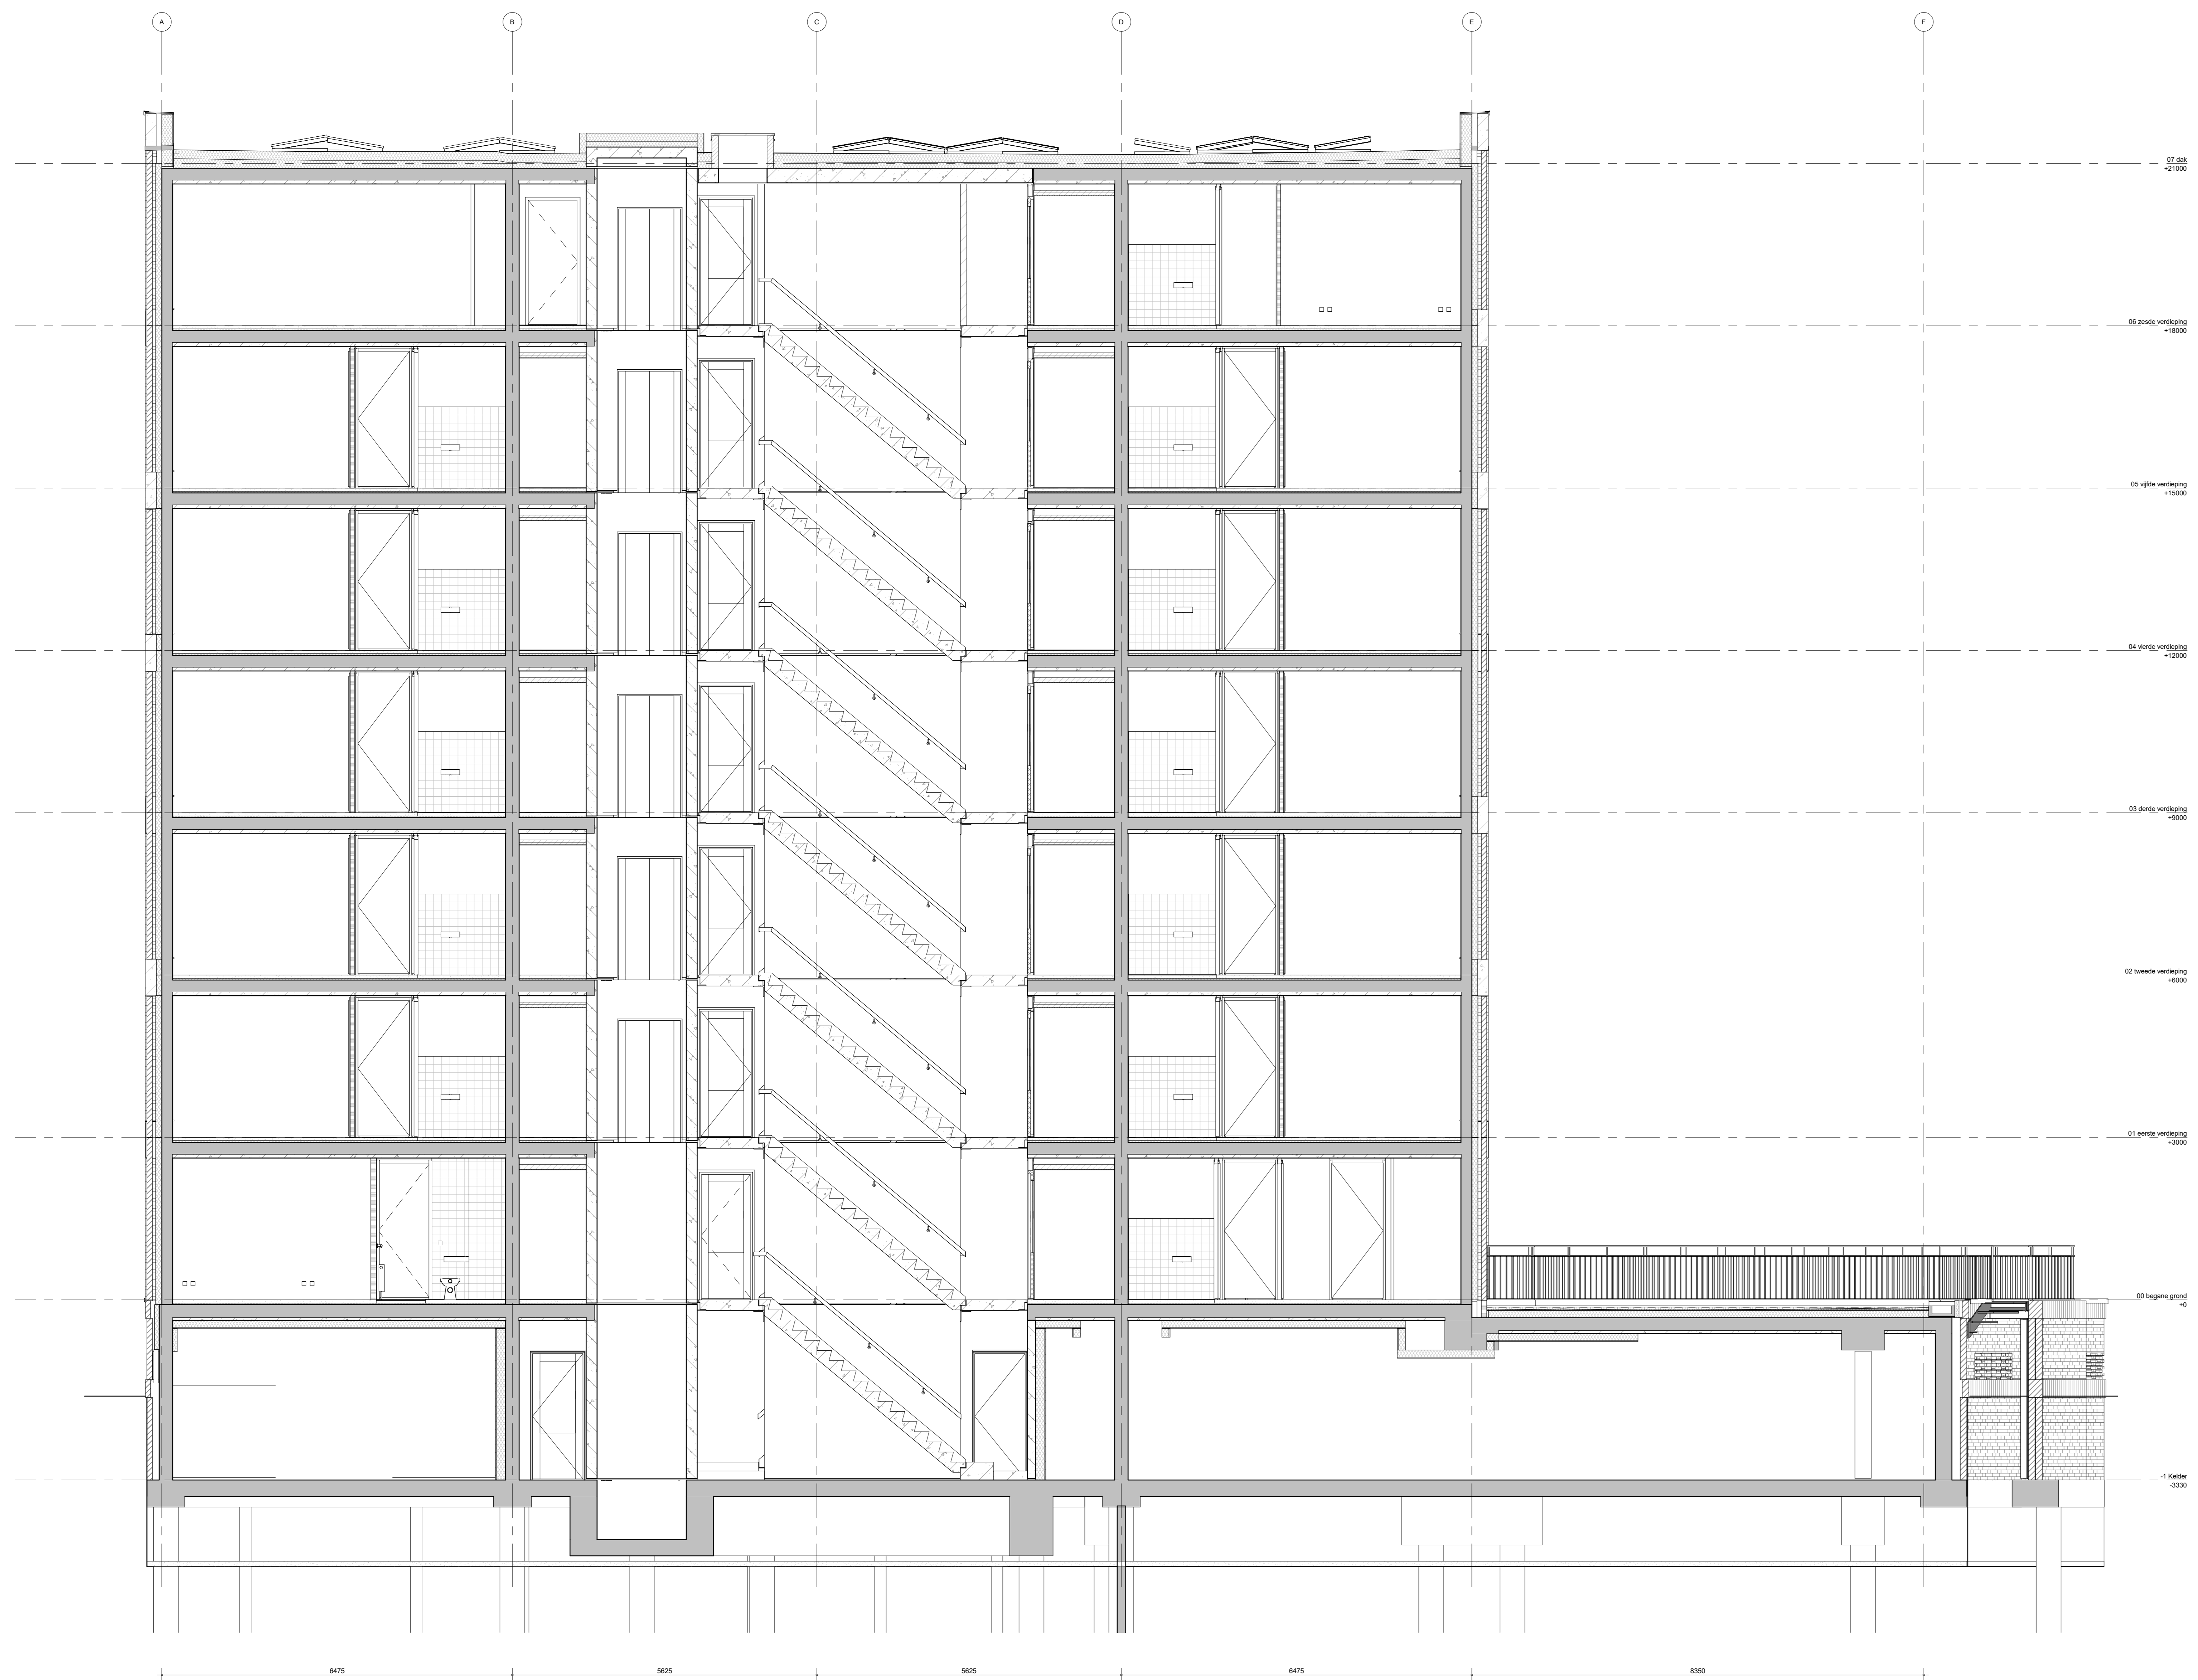 A
B
C
D
E
F
07 dak
+21000
06 zesde verdieping
+18000
05 vijfde verdieping
+15000
04 vierde verdieping
+12000
03 derde verdieping
+9000
02 tweede verdieping
+6000
01 eerste verdieping
+3000
00 begane grond
+0
-1 Kelder
-3330
6475
5625
5625
6475
8350